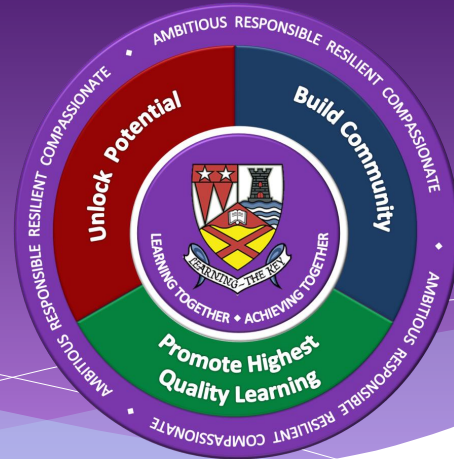 AMBITIOUS RESPONSIBLE RESILIENT COMPASSIONATE
◆ AMBITIOUS RESPONSIBLE RESILIENT COMPASSIONATE
◆ AMBITIOUS RESPONSIBLE RESILIENT COMPASSIONATE ◆
Unlock Potential
Build Community
Promote Highest
Quality Learning
LEARNING-THE KEY
LEARNING TOGETHER ◆ ACHIEVING TOGETHER